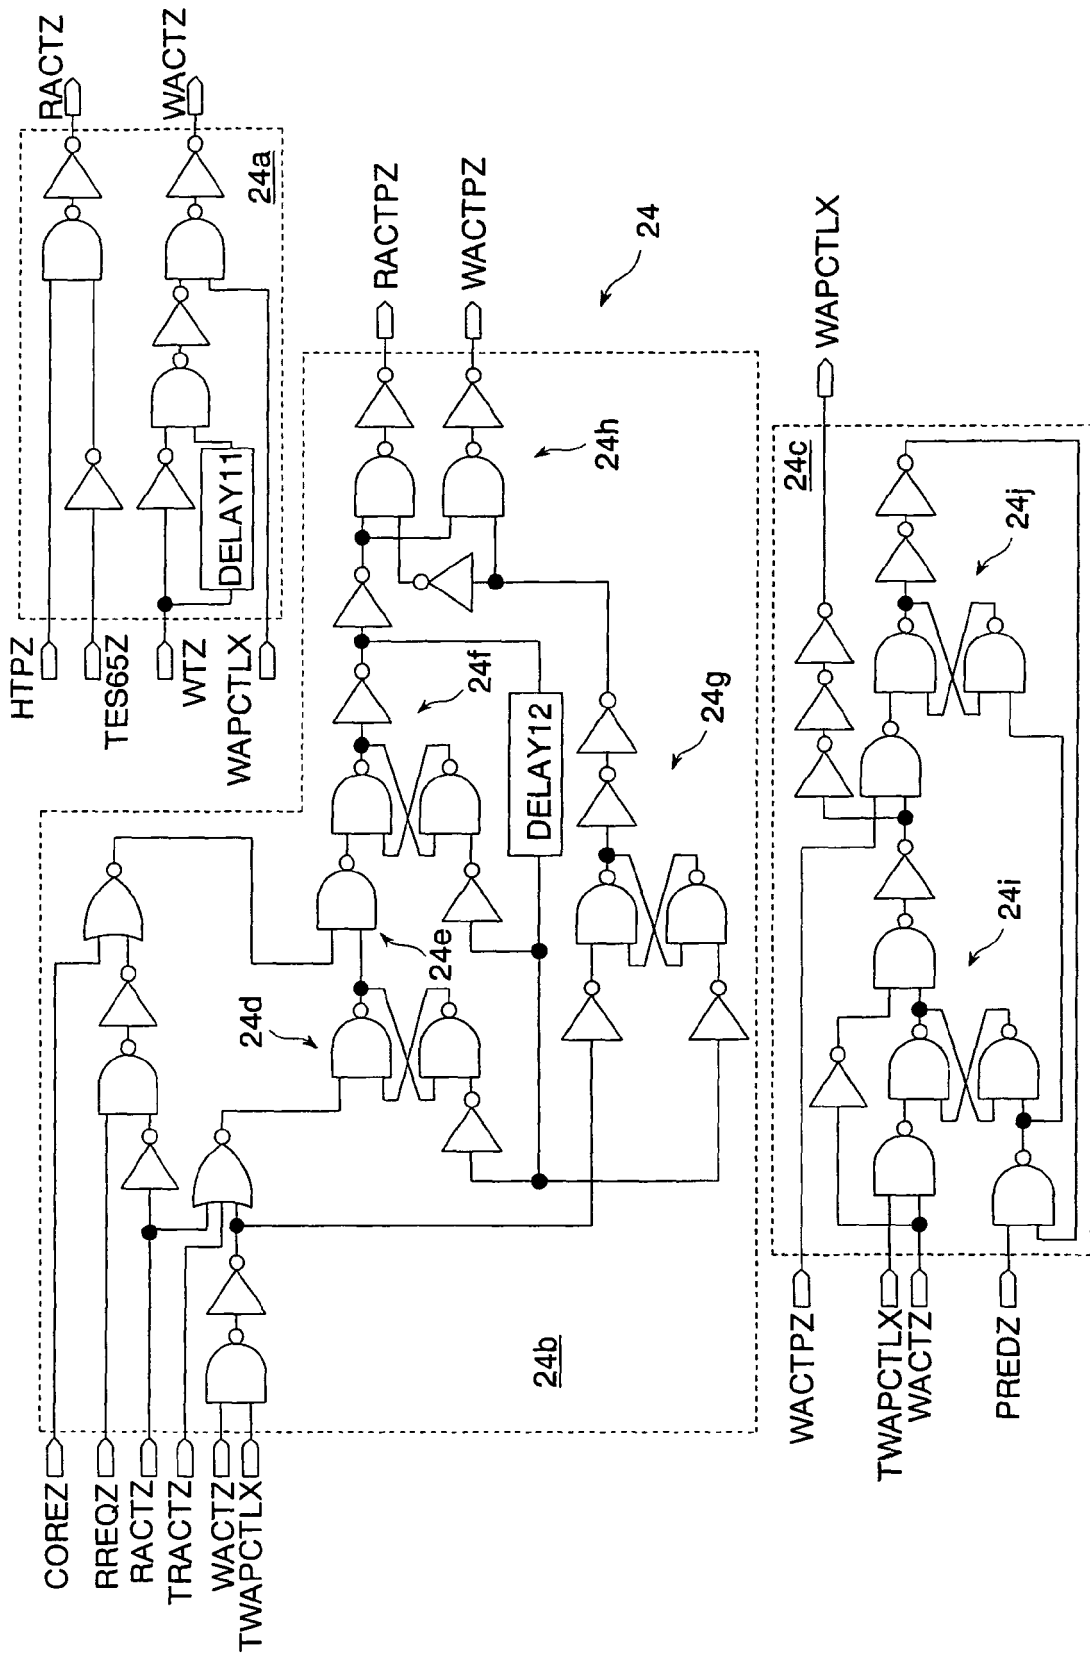 HTPZ
TES65Z
WTZ
WAPCTLX
DELAY11
24a
RACTZ
WACTZ
COREZ
RREQZ
RACTZ
TRACTZ
WACTZ
TWAPCTLX
24b
24d
24e
24f
DELAY12
24g
24h
RACTPZ
WACTPZ
24
WACTPZ
TWAPCTLX
WACTZ
PREDZ
24i
24j
24c
WAPCTLX